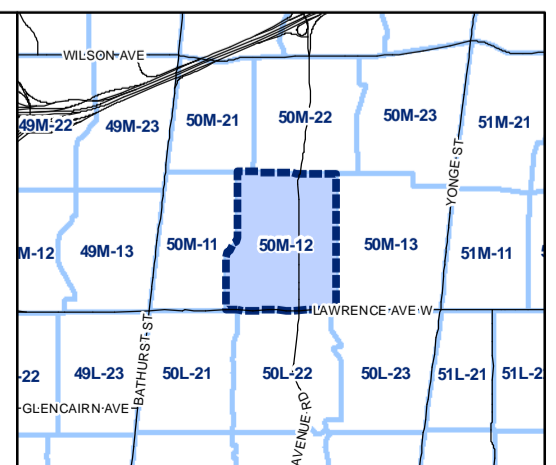 WILSON AVE
49M-22
49M-23
50M-21
50M-22
50M-23
51M-21
YONGE ST
M-12
49M-13
50M-11
50M-12
50M-13
51M-11
LAWRENCE AVE W
BATHURST ST
-22
49L-23
50L-21
50L-22
50L-23
51L-21
51L-2
GLENCAIRN AVE
AVENUE RD